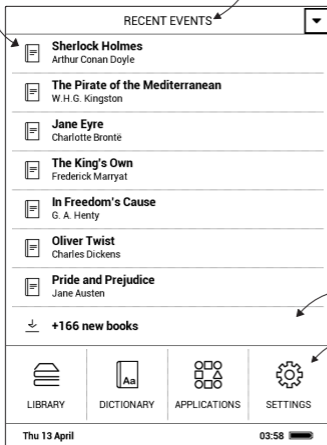 RECENT EVENTS
Sherlock Holmes
Arthur Conan Doyle
The Pirate of the Mediterranean
W.H.G. Kingston
Jane Eyre
Charlotte Brontë
The King's Own
Frederick Marryat
In Freedom's Cause
G. A. Henty
Oliver Twist
Charles Dickens
Pride and Prejudice
Jane Austen
+166 new books
Aa
LIBRARY DICTIONARY APPLICATIONS SETTINGS
Thu 13 April 03:58